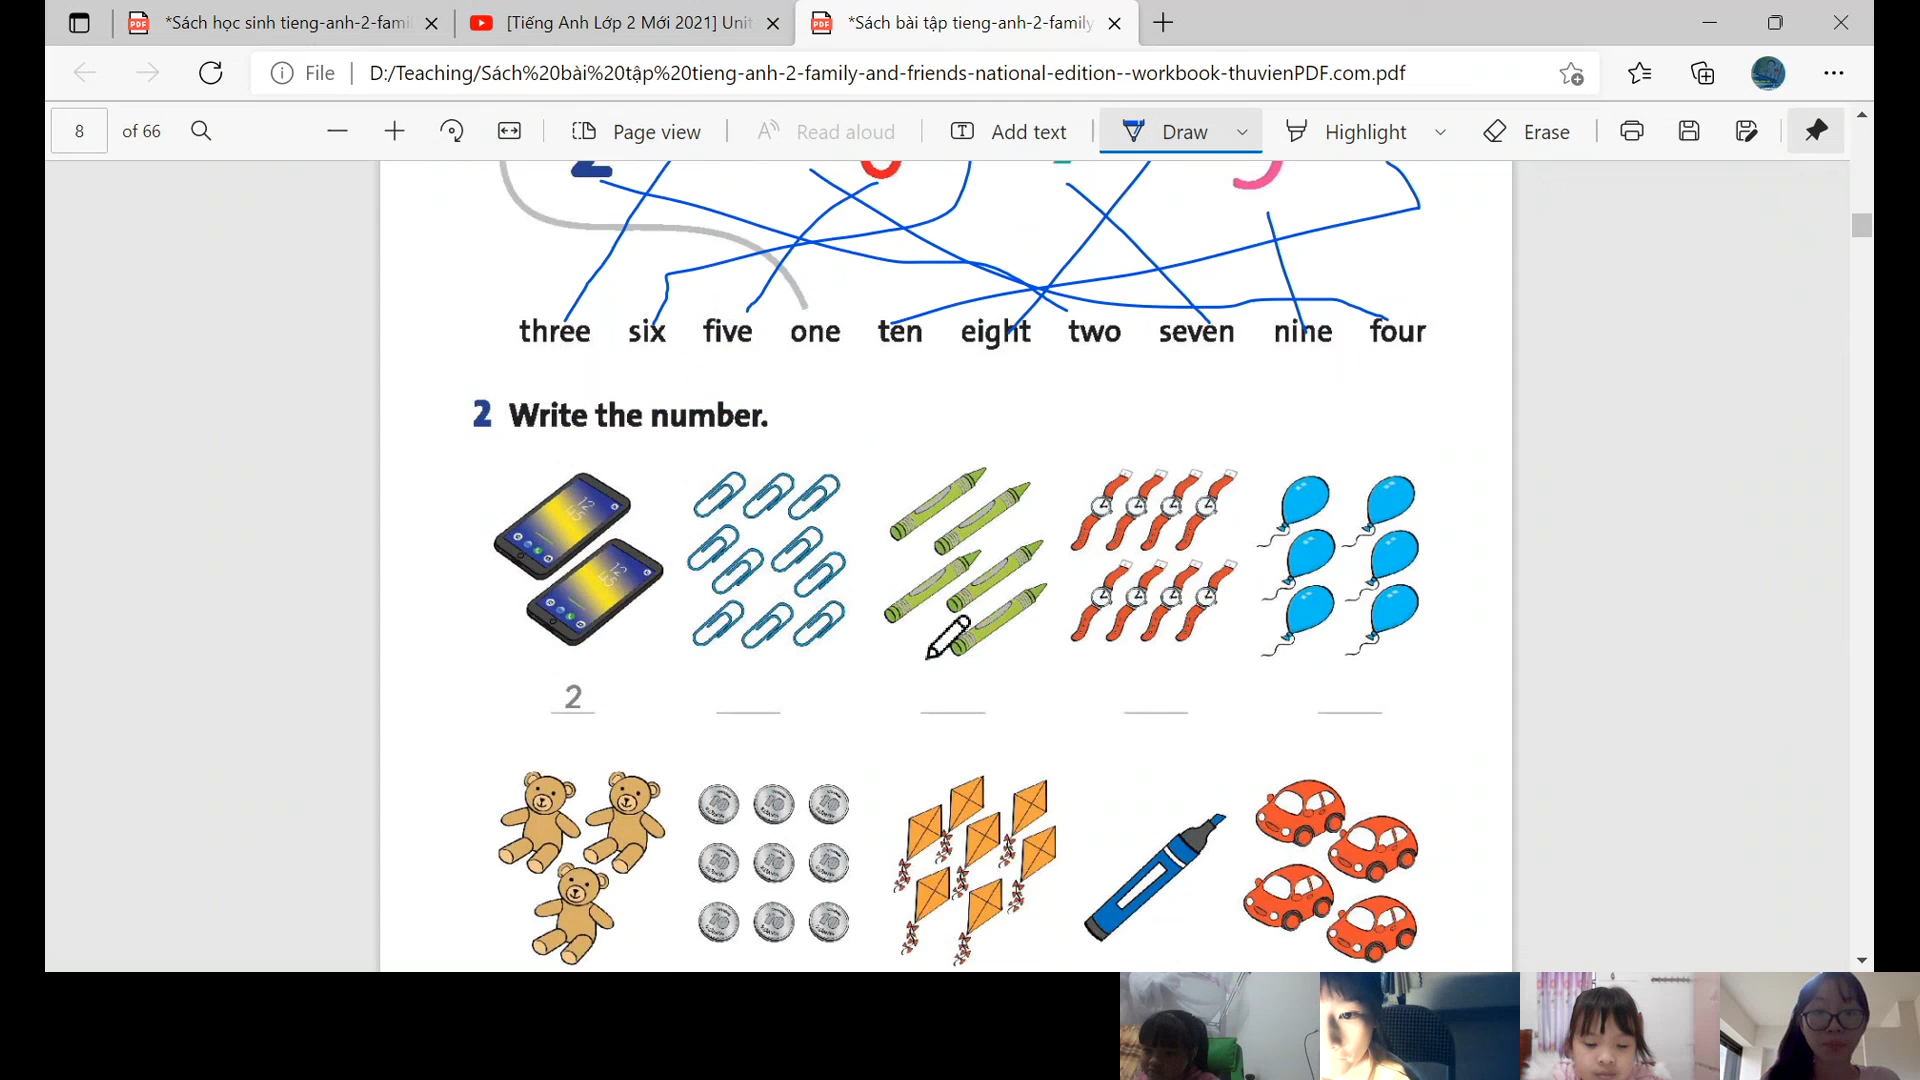 *Sách học sinh tieng-anh-2-fami
[Tiếng Anh Lớp 2 Mới 2021] Unit
*Sách bài tập tieng-anh-2-family
File
D:/Teaching/Sách%20bài%20tập%20tieng-anh-2-family-and-friends-national-edition--workbook-thuvienPDF.com.pdf
8 of 66
Page view
Read aloud
Add text
Draw
Highlight
Erase
three six five one ten eight two seven nine four
2 Write the number.
2